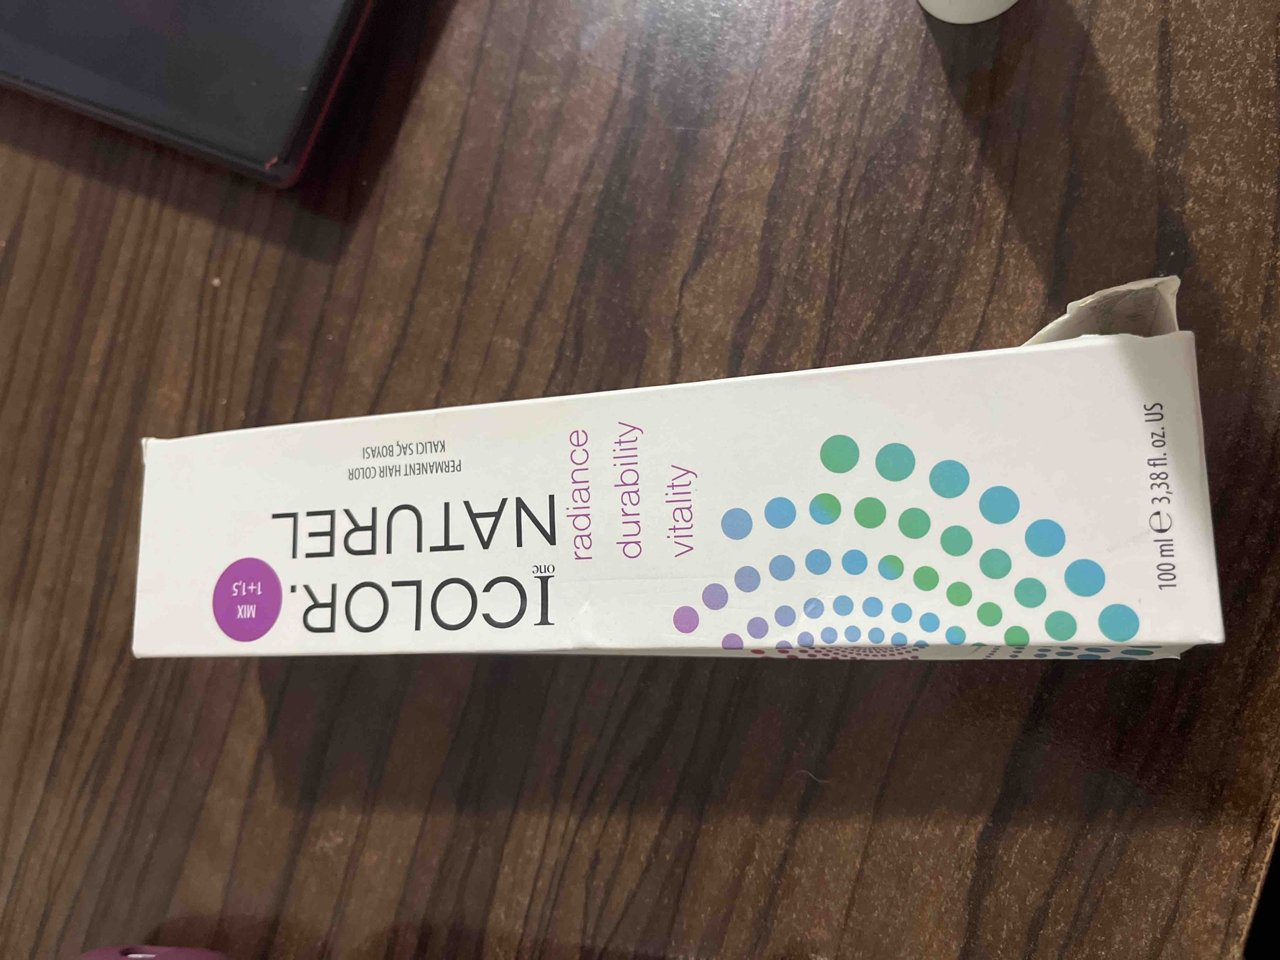 MIX
1+1,5
ICOLOR.
one
NATUREL
PERMANENT HAIR COLOR
KALICI SAÇ BOYASI
radiance
durability
vitality
100 ml ℮ 3,38 fl. oz. US